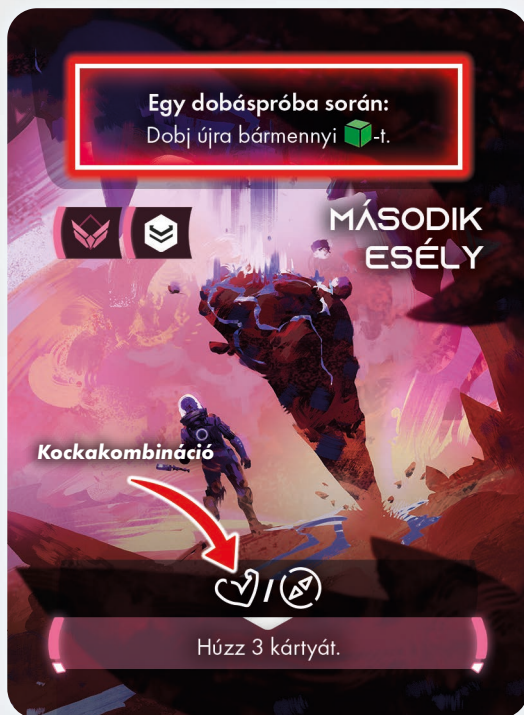 Egy dobáspróba során:
Dobj újra bármennyi -t.
MÁSODIK
ESÉLY
Kockakombináció
/
Húzz 3 kártyát.